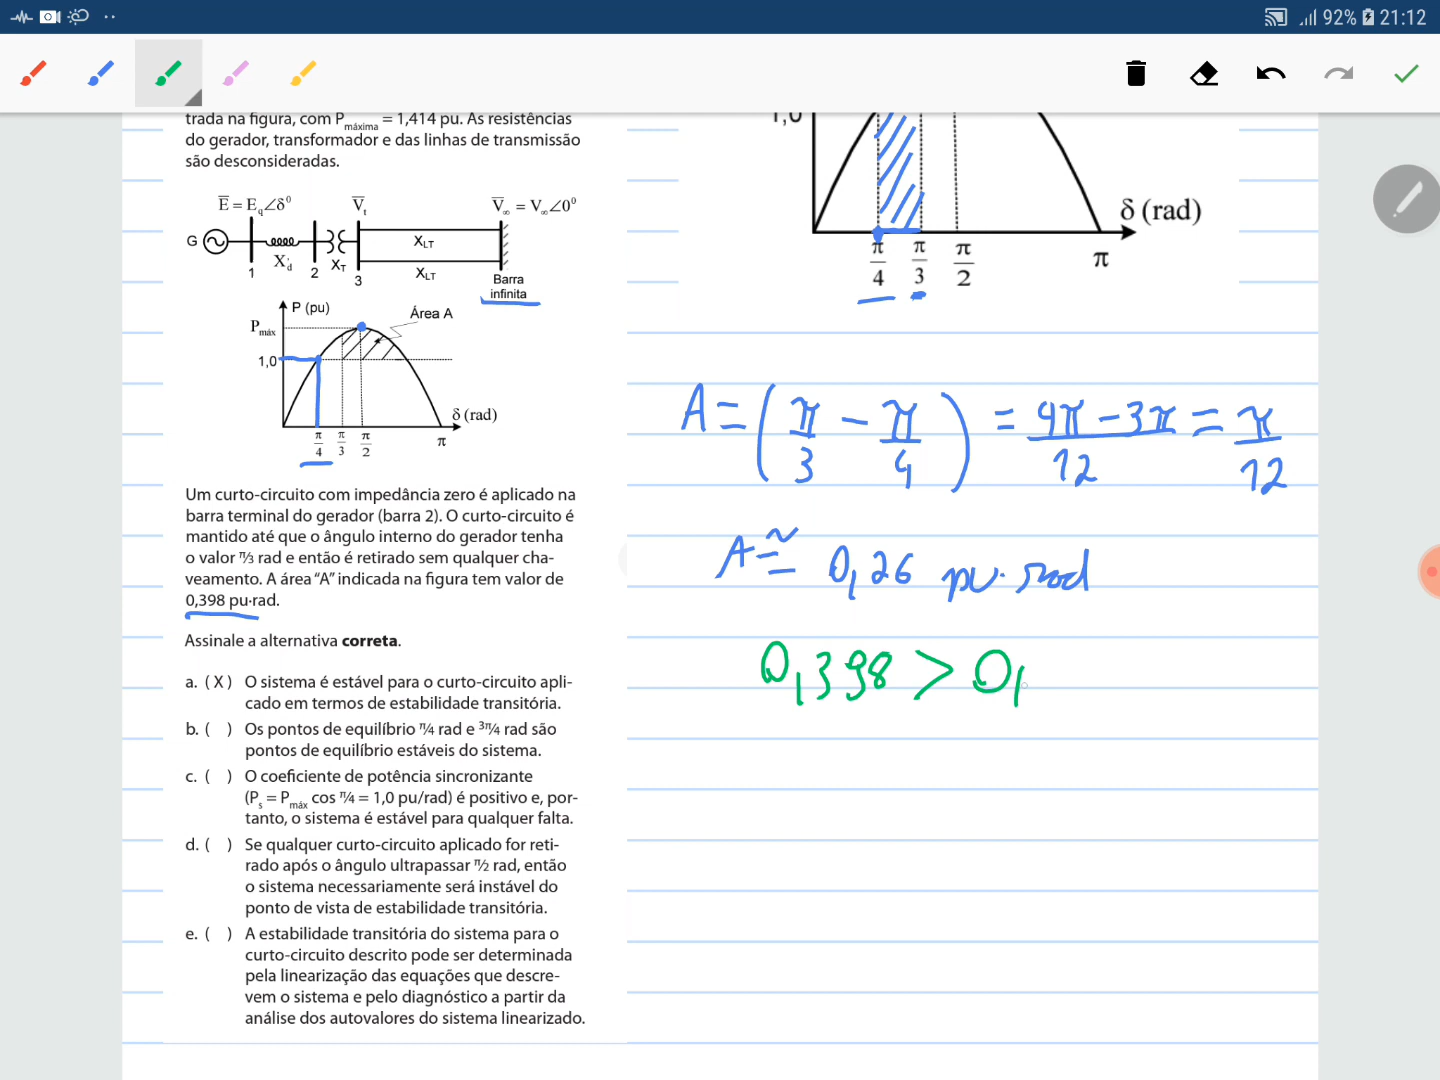 92% 21:12
trada na figura, com Pmáxima = 1,414 pu. As resistências
do gerador, transformador e das linhas de transmissão
são desconsideradas.
E = Eq∠δ⁰ Vt V∞ = V∞∠0⁰
G X'd XT XLT
XLT
1 2 3
Barra
infinita
P (pu)
Área A
Pmáx
1,0
δ (rad)
π/4 π/3 π/2 π
Um curto-circuito com impedância zero é aplicado na
barra terminal do gerador (barra 2). O curto-circuito é
mantido até que o ângulo interno do gerador tenha
o valor π/3 rad e então é retirado sem qualquer cha-
veamento. A área “A” indicada na figura tem valor de
0,398 pu·rad.
Assinale a alternativa correta.
a. ( X ) O sistema é estável para o curto-circuito apli-
cado em termos de estabilidade transitória.
b. ( ) Os pontos de equilíbrio π/4 rad e 3π/4 rad são
pontos de equilíbrio estáveis do sistema.
c. ( ) O coeficiente de potência sincronizante
(Ps = Pmáx cos π/4 = 1,0 pu/rad) é positivo e, por-
tanto, o sistema é estável para qualquer falta.
d. ( ) Se qualquer curto-circuito aplicado for reti-
rado após o ângulo ultrapassar π/2 rad, então
o sistema necessariamente será instável do
ponto de vista de estabilidade transitória.
e. ( ) A estabilidade transitória do sistema para o
curto-circuito descrito pode ser determinada
pela linearização das equações que descre-
vem o sistema e pelo diagnóstico a partir da
análise dos autovalores do sistema linearizado.
1,0
δ (rad)
π/4 π/3 π/2 π
A = (π/3 − π/4) = 4π − 3π/12 = π/12
A ≅ 0,26 pu·rad
0,398 > 0,